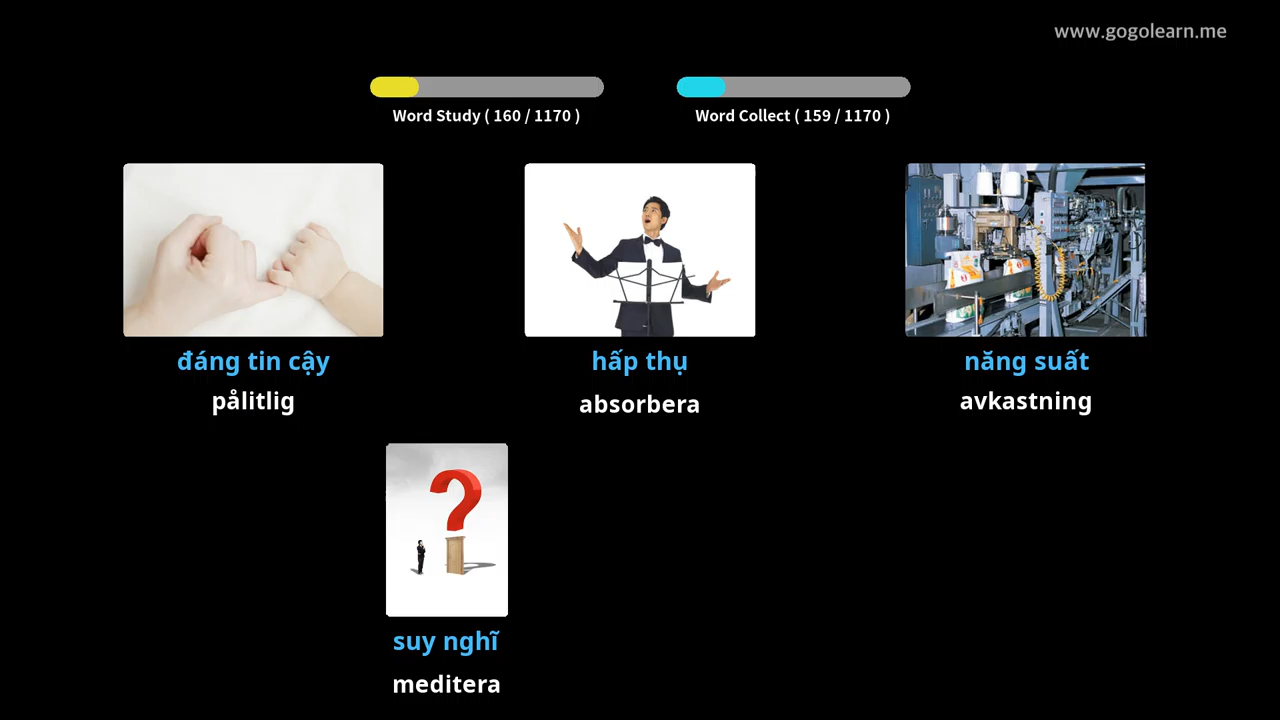 www.gogolearn.me
Word Study ( 160 / 1170 )
Word Collect ( 159 / 1170 )
đáng tin cậy
pålitlig
hấp thụ
absorbera
năng suất
avkastning
suy nghĩ
meditera